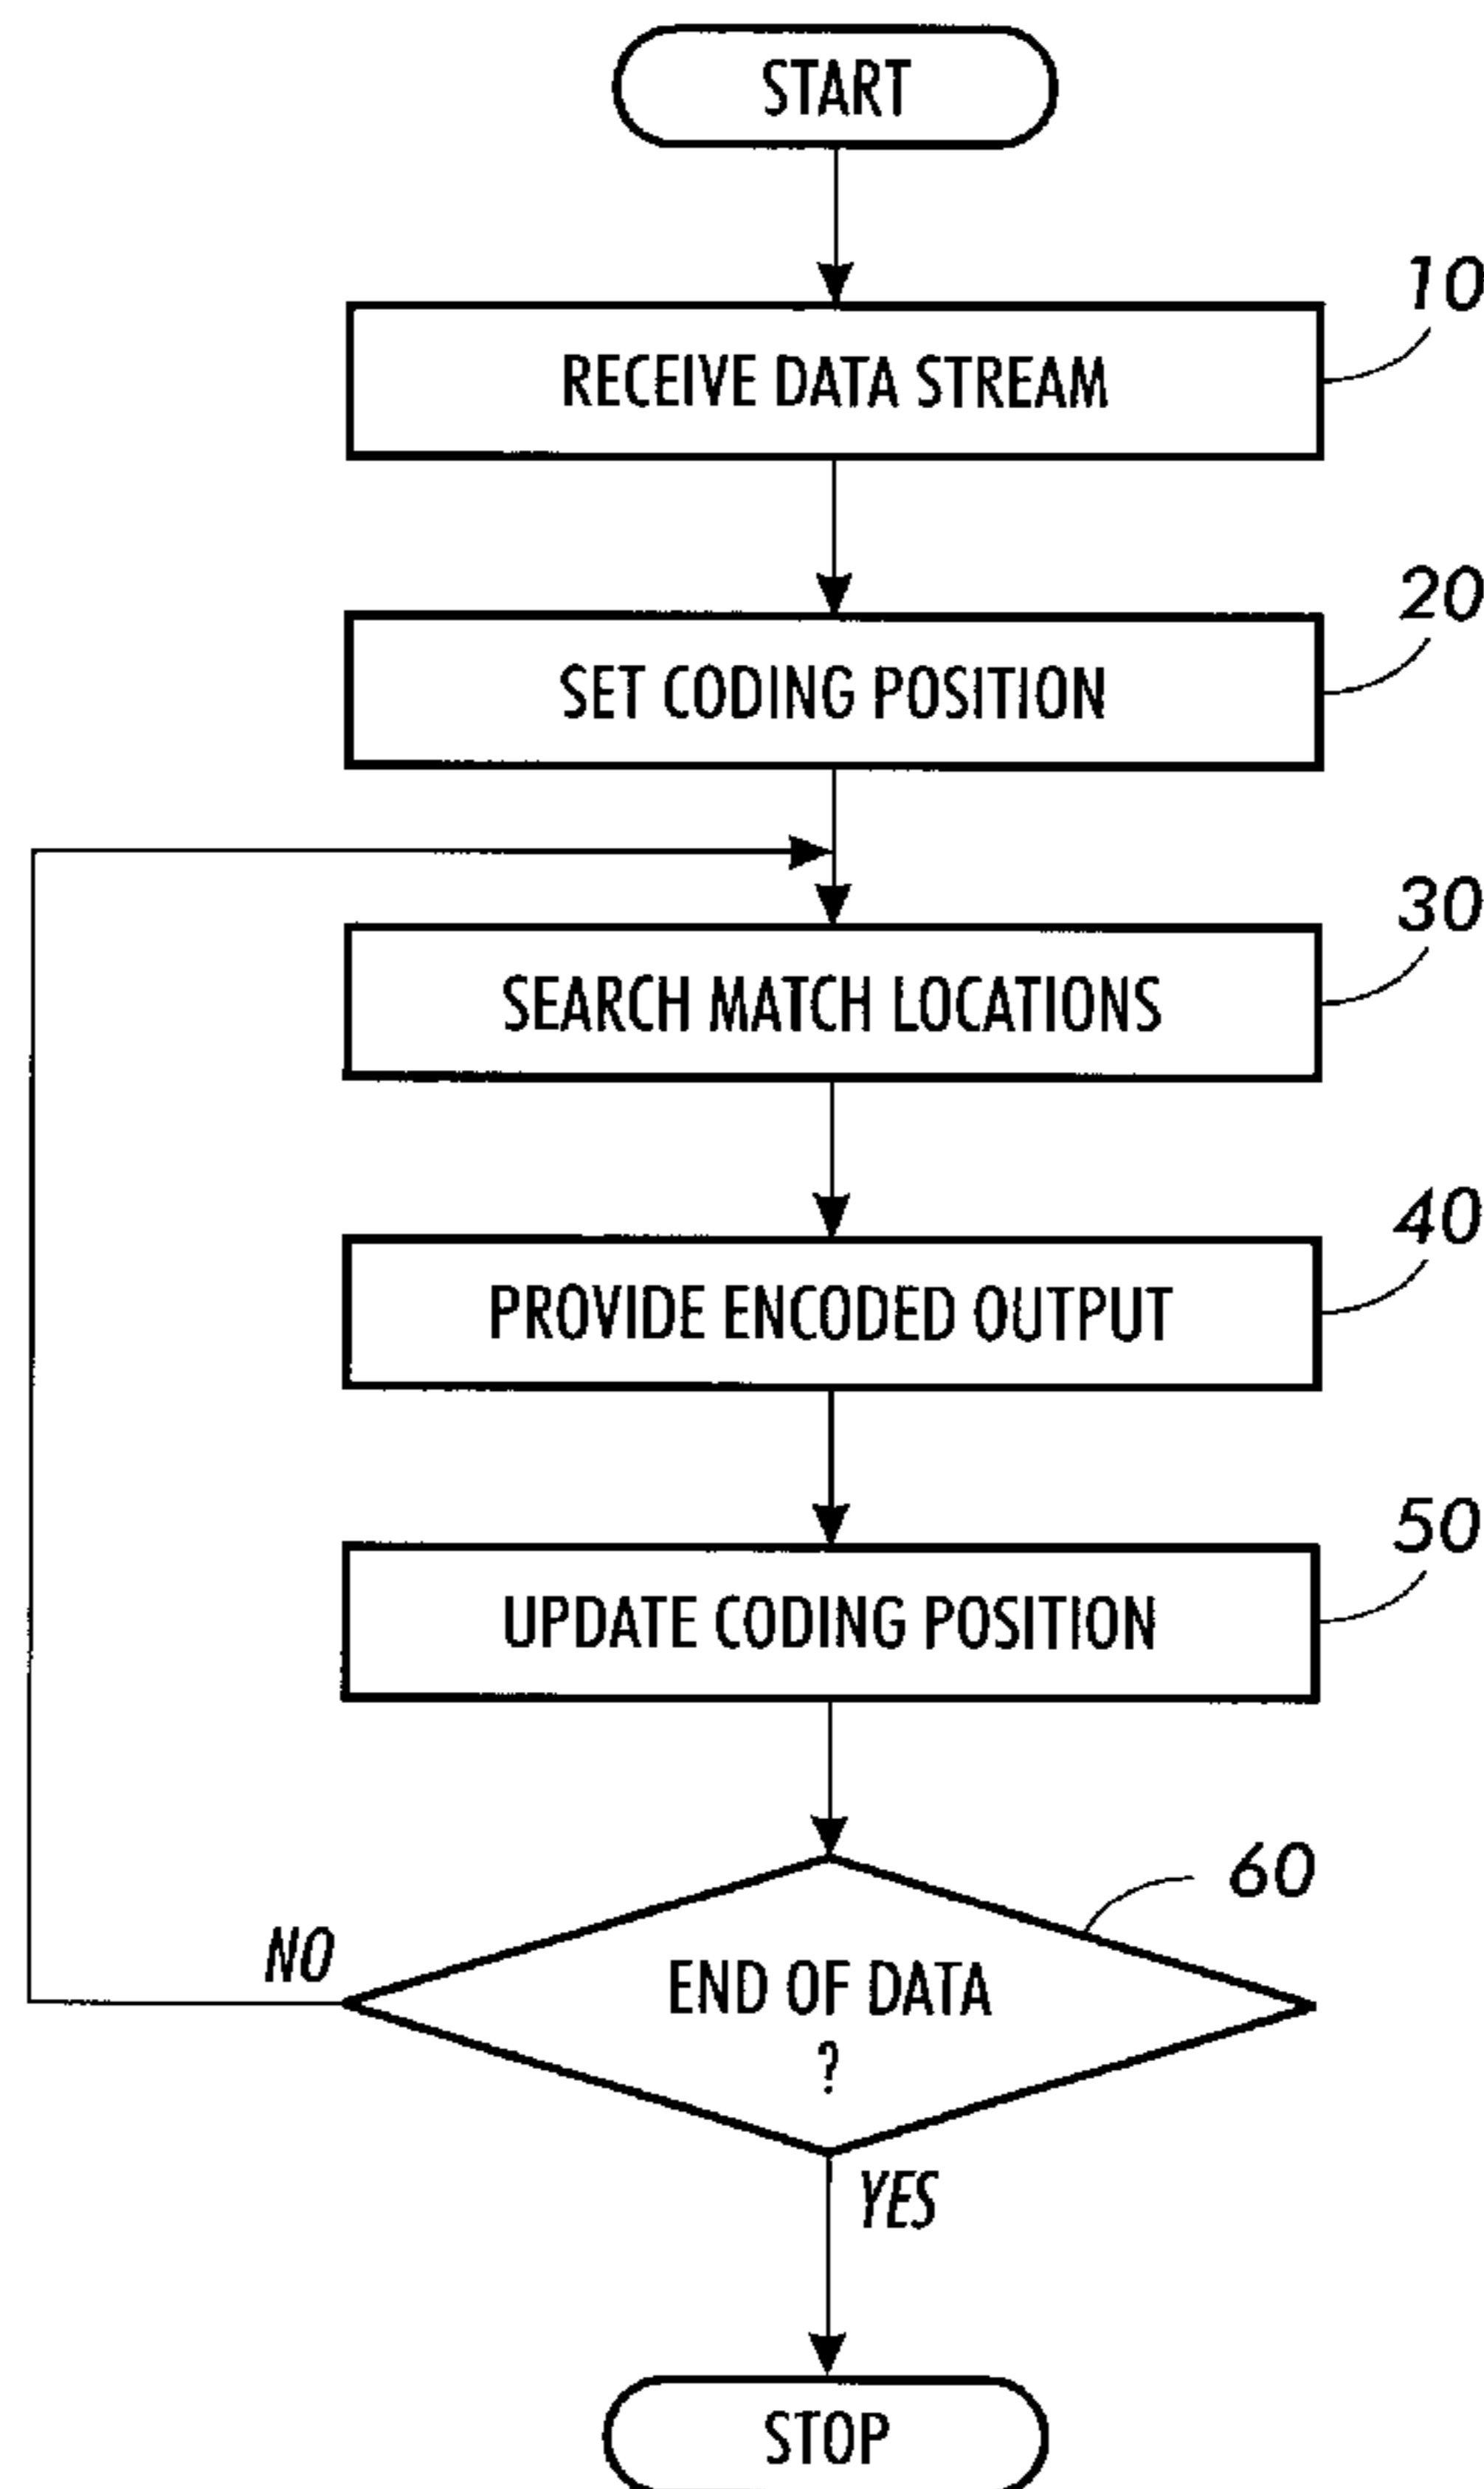 START
10
RECEIVE DATA STREAM
20
SET CODING POSITION
30
SEARCH MATCH LOCATIONS
40
PROVIDE ENCODED OUTPUT
50
UPDATE CODING POSITION
60
NO
END OF DATA
?
YES
STOP